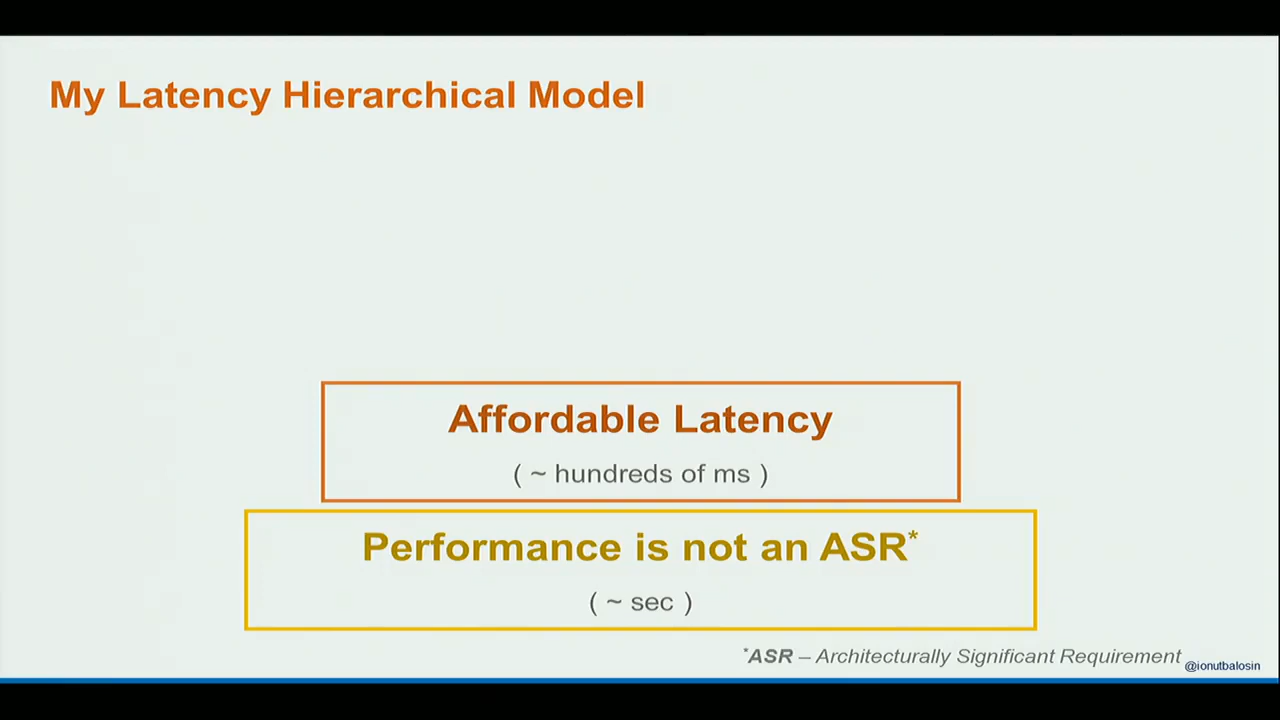 My Latency Hierarchical Model
Affordable Latency
( ~ hundreds of ms )
Performance is not an ASR*
( ~ sec )
*ASR – Architecturally Significant Requirement
@ionutbalosin